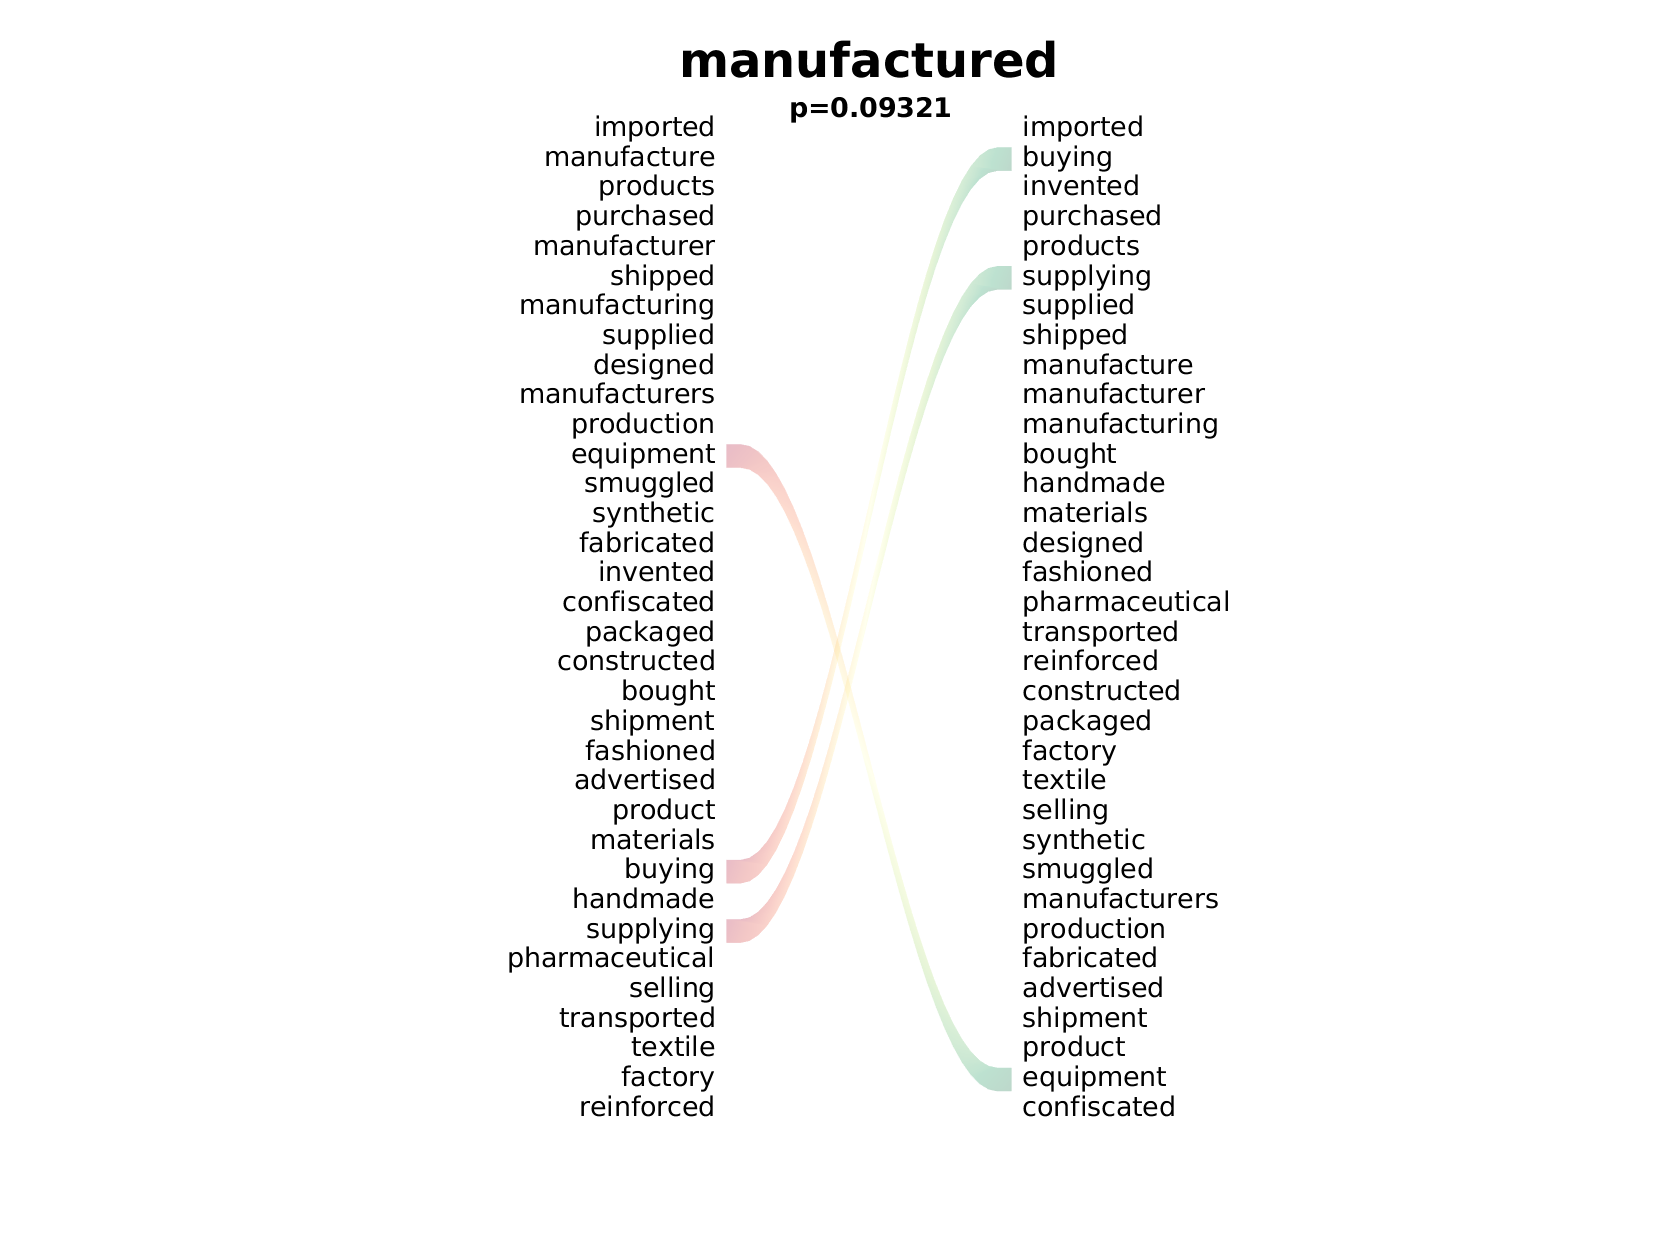 manufactured
p=0.09321
imported imported
manufacture buying
products invented
purchased purchased
manufacturer products
shipped supplying
manufacturing supplied
supplied shipped
designed manufacture
manufacturers manufacturer
production manufacturing
equipment bought
smuggled handmade
synthetic materials
fabricated designed
invented fashioned
confiscated pharmaceutical
packaged transported
constructed reinforced
bought constructed
shipment packaged
fashioned factory
advertised textile
product selling
materials synthetic
buying smuggled
handmade manufacturers
supplying production
pharmaceutical fabricated
selling advertised
transported shipment
textile product
factory equipment
reinforced confiscated